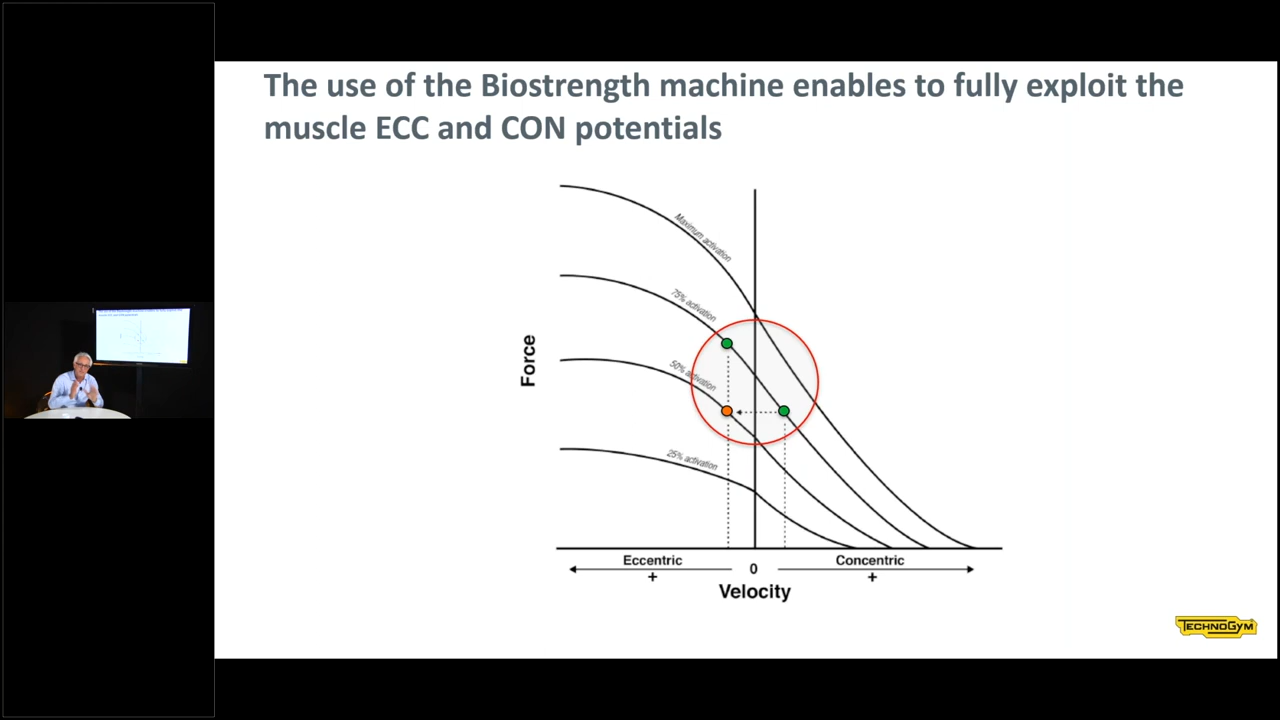 The use of the Biostrength machine enables to fully exploit the
muscle ECC and CON potentials
Maximum activation
75% activation
50% activation
25% activation
Force
Eccentric
+
0
Concentric
+
Velocity
TECHNOGYM